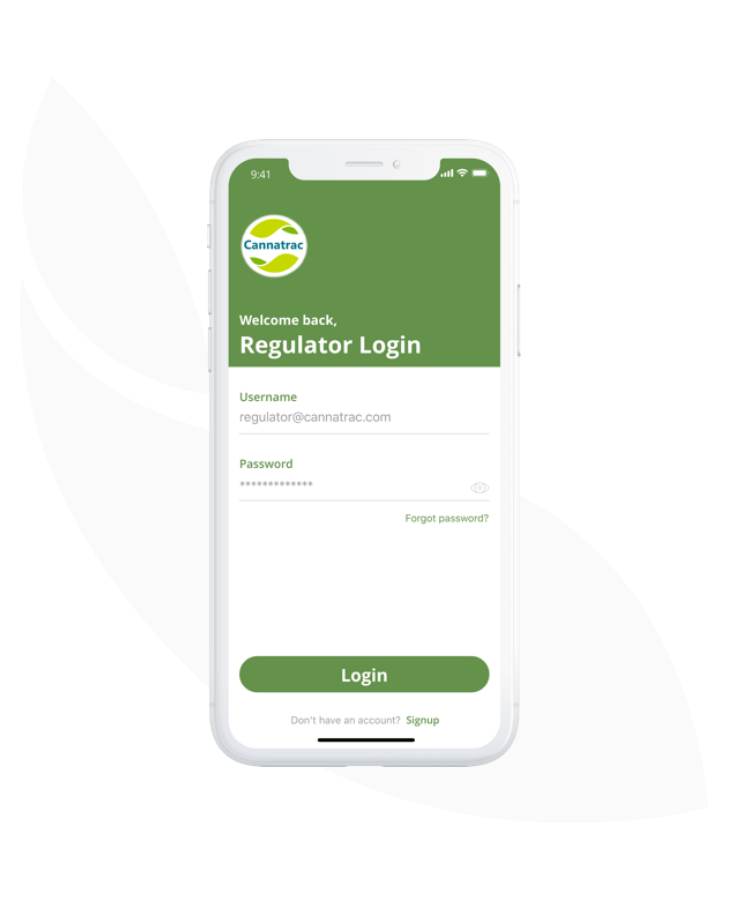 9:41
Cannatrac
Welcome back,
Regulator Login
Username
regulator@cannatrac.com
Password
*************
Forgot password?
Login
Don't have an account? Signup